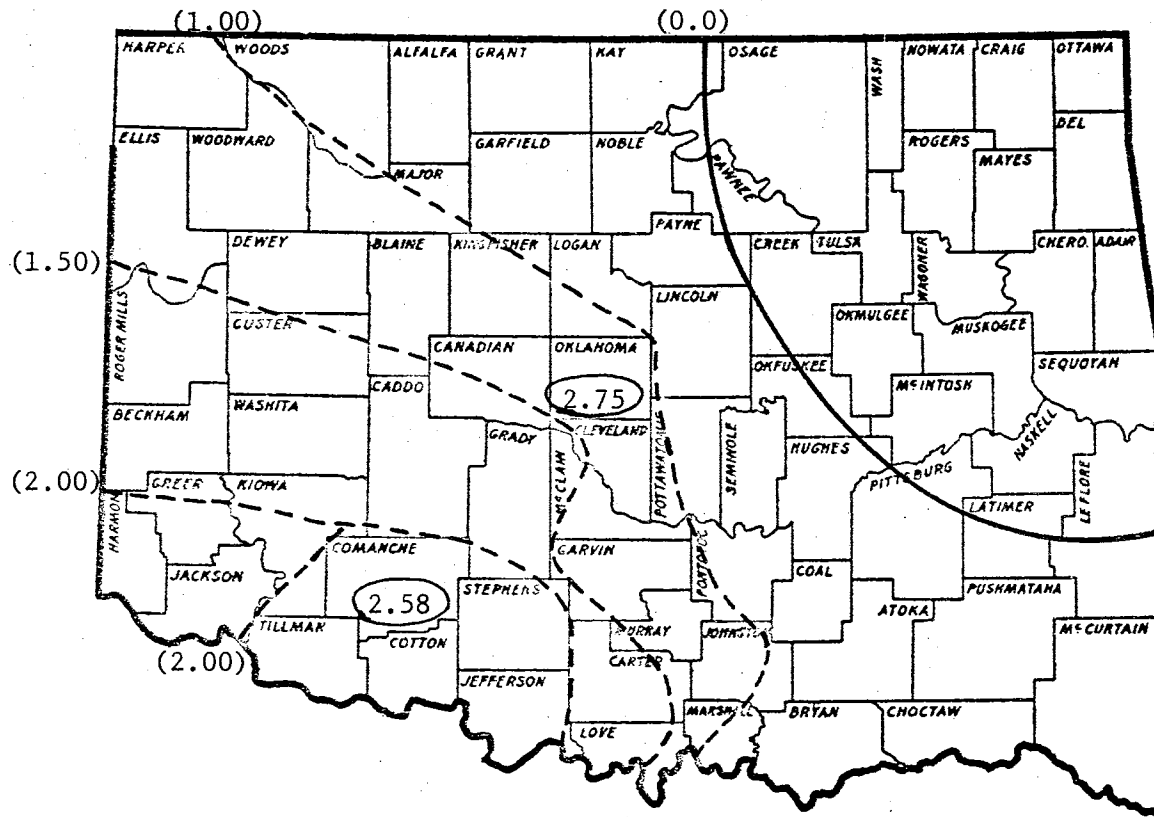 (1.00) (0.0)
HARPER WOODS ALFALFA GRANT KAY OSAGE WASH NOWATA CRAIG OTTAWA
ELLIS WOODWARD MAJOR GARFIELD NOBLE PAWNEE ROGERS MAYES BEL
DEWEY BLAINE KINGFISHER LOGAN PAYNE CREEK TULSA WAGONER CHERO. ADAIR
(1.50)
ROGER MILLS CUSTER CANADIAN OKLAHOMA LINCOLN OKMULGEE MUSKOGEE
BECKHAM WASHITA CADDO 2.75 OKFUSKEE McINTOSH SEQUOYAH
GRADY McCLAIN CLEVELAND POTTAWATOMIE SEMINOLE HUGHES PITTSBURG HASKELL LE FLORE
(2.00) GREER KIOWA
HARMON LATIMER
JACKSON COMANCHE STEPHENS GARVIN PONTOTOC COAL PUSHMATAHA
2.58
TILLMAN COTTON MURRAY JOHNSTON ATOKA McCURTAIN
(2.00)
JEFFERSON CARTER
LOVE MARSHALL BRYAN CHOCTAW